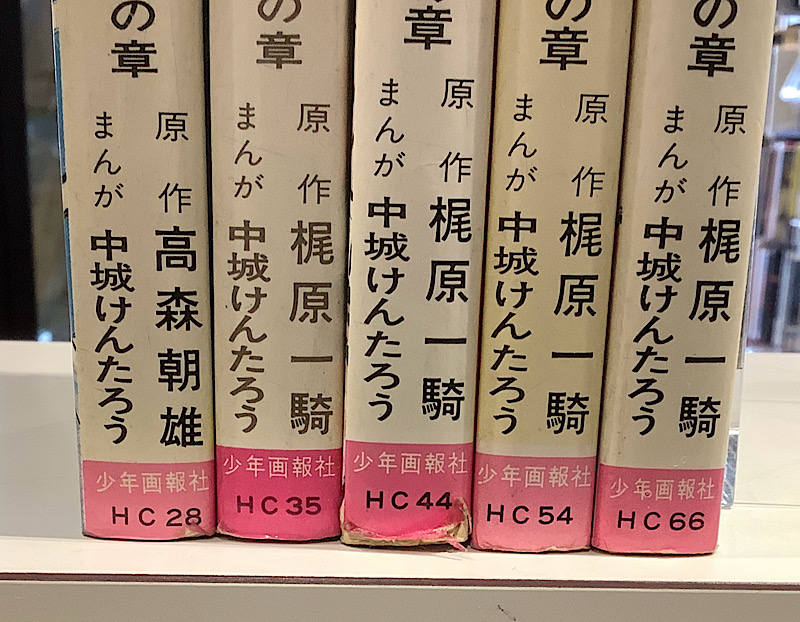 の章
原作 高森朝雄
まんが 中城けんたろう
少年画報社
HC28
の章
原作 梶原一騎
まんが 中城けんたろう
少年画報社
HC35
の章
原作 梶原一騎
まんが 中城けんたろう
少年画報社
HC44
の章
原作 梶原一騎
まんが 中城けんたろう
少年画報社
HC54
の章
原作 梶原一騎
まんが 中城けんたろう
少年画報社
HC66